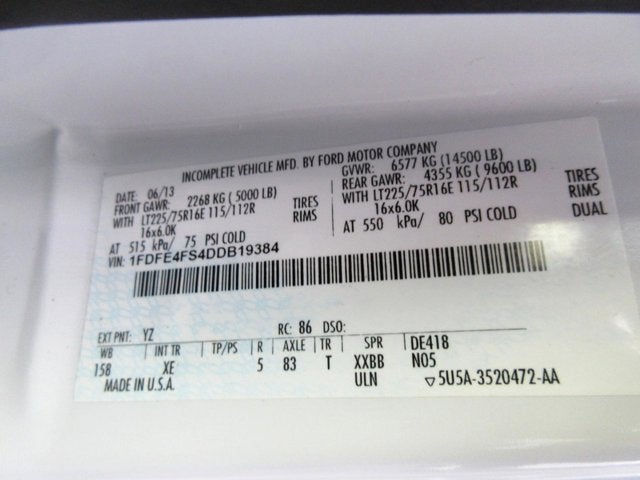 INCOMPLETE VEHICLE MFD. BY FORD MOTOR COMPANY
DATE: 06/13 GVWR: 6577 KG (14500 LB)
FRONT GAWR: 2268 KG ( 5000 LB) REAR GAWR: 4355 KG ( 9600 LB)
WITH LT225/75R16E 115/112R TIRES WITH LT225/75R16E 115/112R TIRES
16x6.0K RIMS 16x6.0K RIMS
AT 515 kPa/ 75 PSI COLD AT 550 kPa/ 80 PSI COLD DUAL
VIN: 1FDFE4FS4DDB19384
EXT PNT: YZ RC: 86 DSO:
WB INT TR TP/PS R AXLE TR SPR DE418
158 XE 5 83 T XXBB N05
MADE IN U.S.A. ULN ▽5U5A-3520472-AA